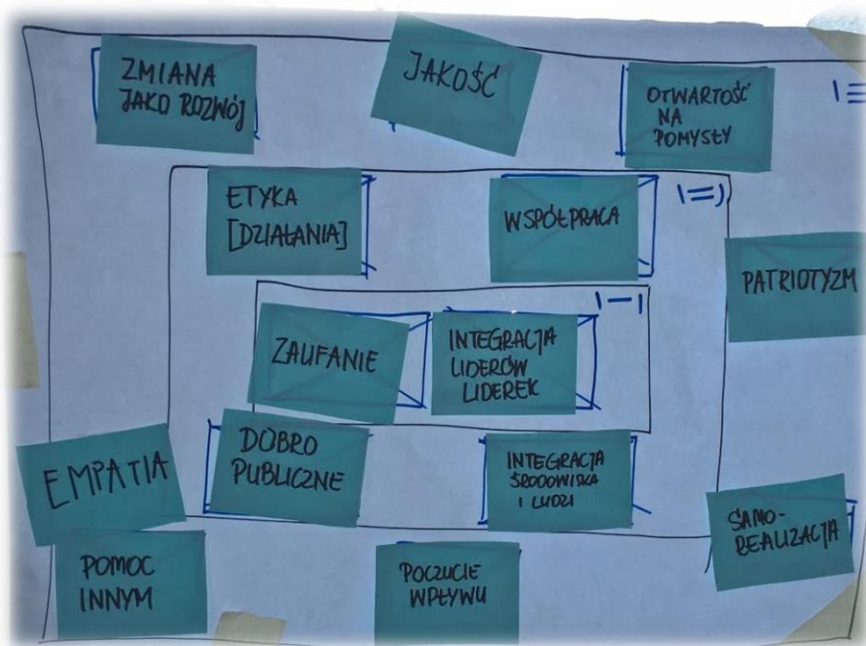 ZMIANA
JAKO ROZWÓJ
JAKOŚĆ
OTWARTOŚĆ
NA
POMYSŁY
ETYKA
[DZIAŁANIA]
WSPÓŁPRACA
PATRIOTYZM
ZAUFANIE
INTEGRACJA
LIDERÓW
LIDEREK
EMPATIA
DOBRO
PUBLICZNE
INTEGRACJA
ŚRODOWISKA
I LUDZI
SAMO-
REALIZACJA
POMOC
INNYM
POCZUCIE
WPŁYWU